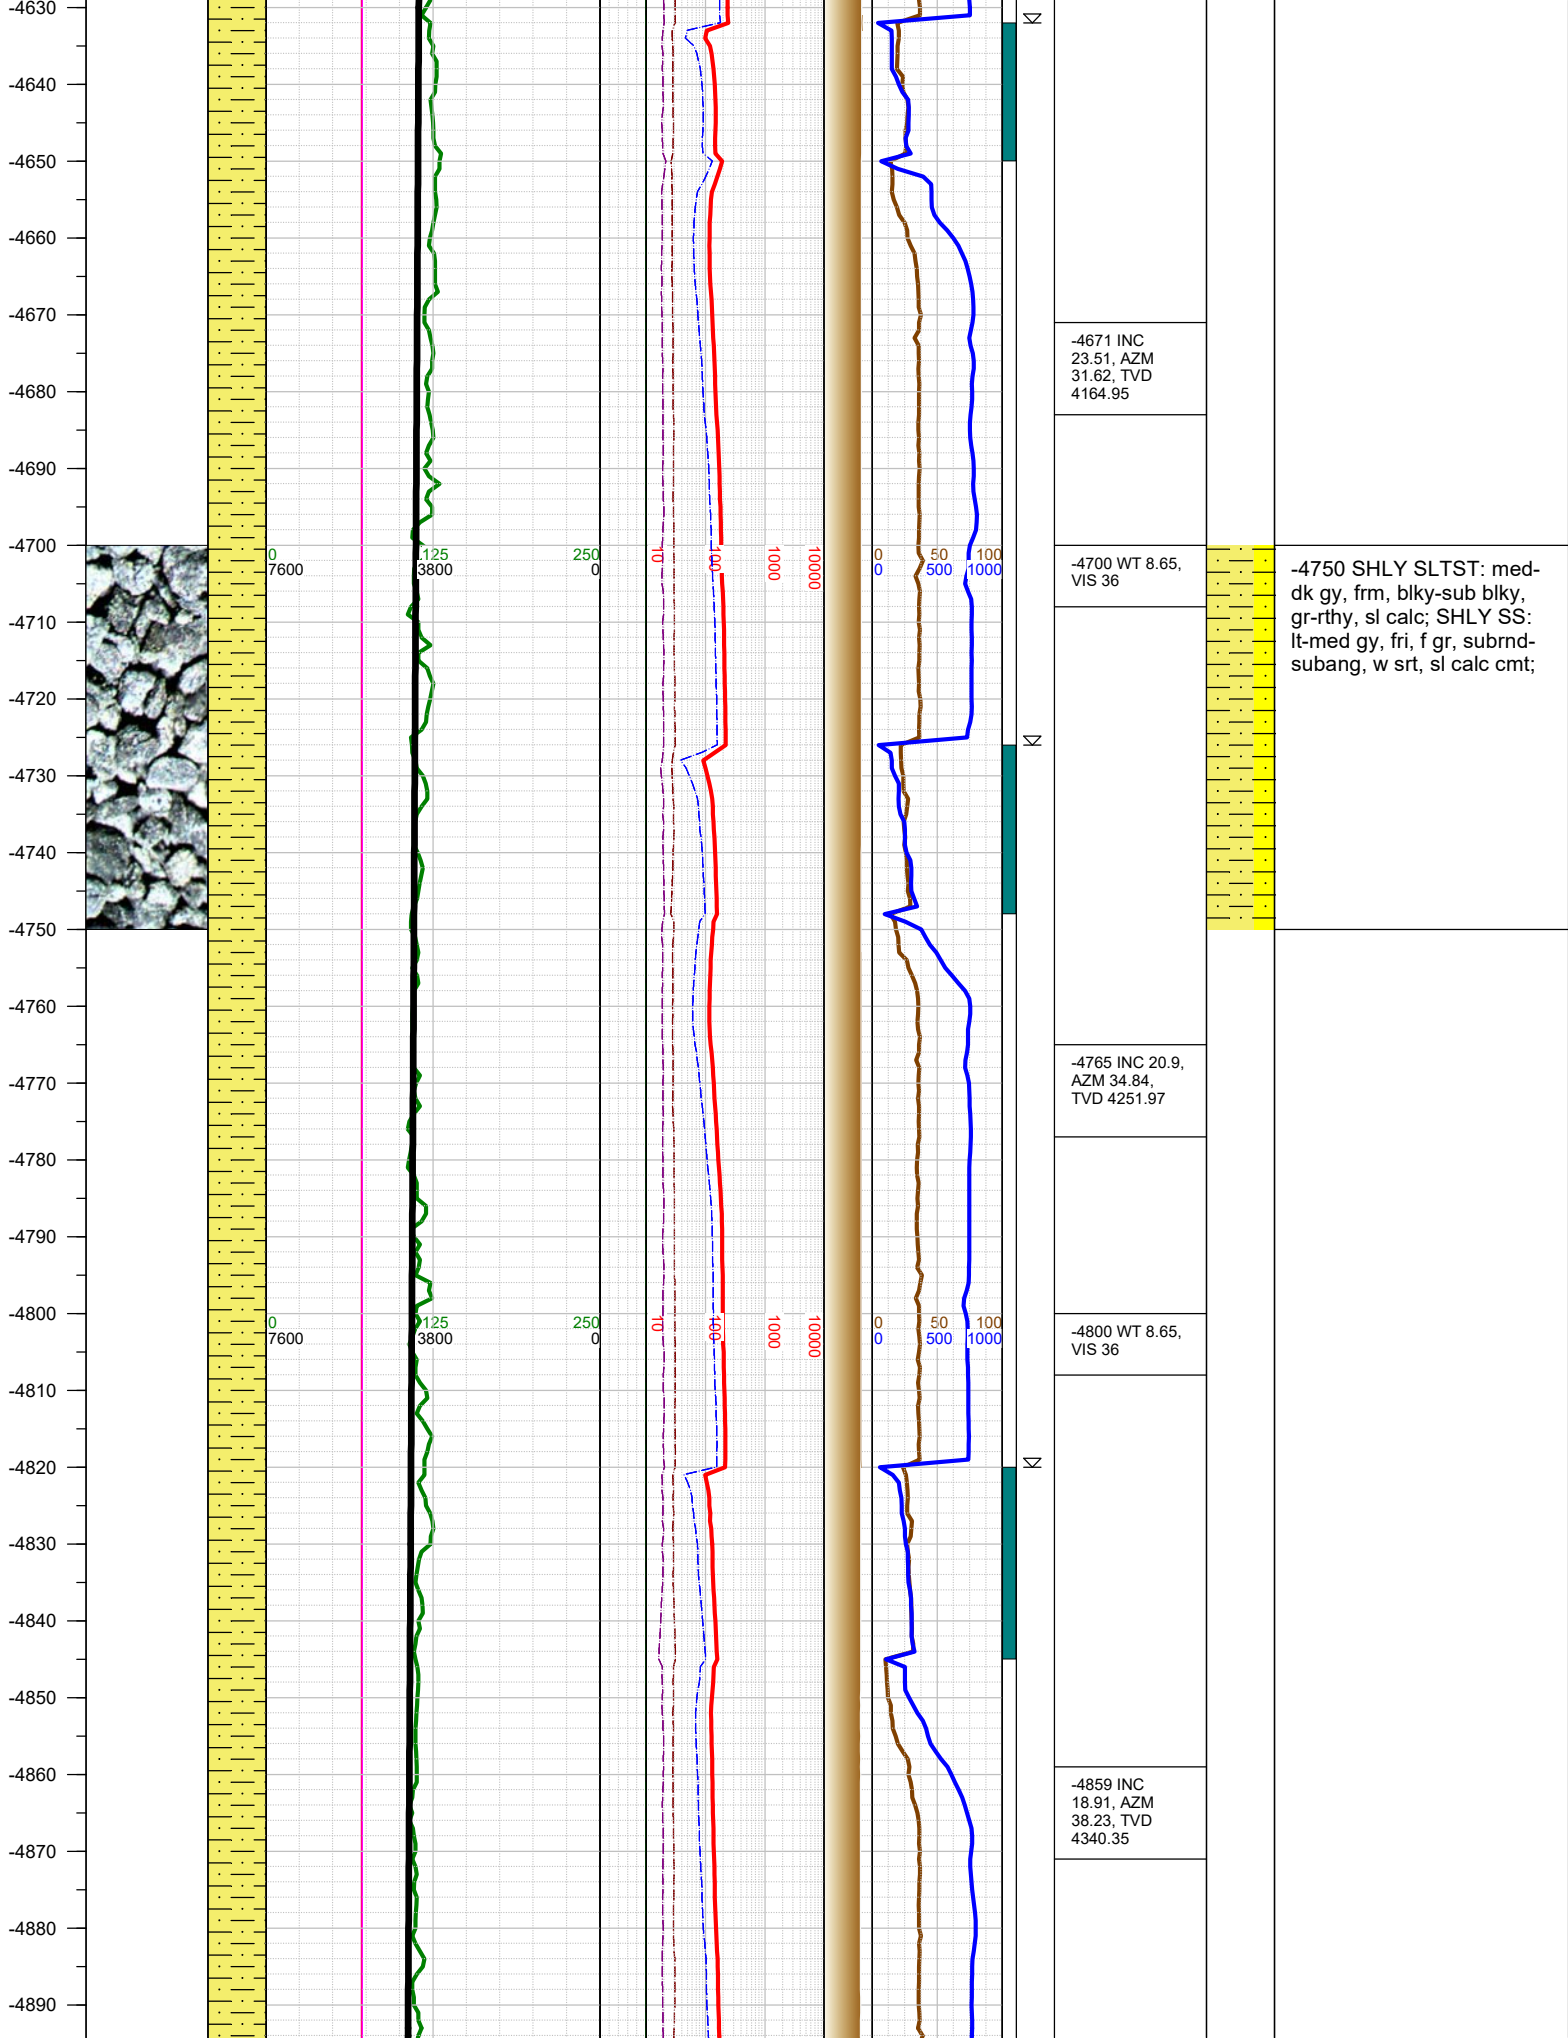 -4630
-4640
-4650
-4660
-4670
-4671 INC
23.51, AZM
31.62, TVD
4164.95
-4680
-4690
-4700
0 125 250
7600 3800 0
10 100 1000 10000
0 50 100
0 500 1000
-4700 WT 8.65,
VIS 36
-4750 SHLY SLTST: med-
dk gy, frm, blky-sub blky,
gr-rthy, sl calc; SHLY SS:
lt-med gy, fri, f gr, subrnd-
subang, w srt, sl calc cmt;
-4710
-4720
-4730
-4740
-4750
-4760
-4765 INC 20.9,
AZM 34.84,
TVD 4251.97
-4770
-4780
-4790
-4800
0 125 250
7600 3800 0
10 100 1000 10000
0 50 100
0 500 1000
-4800 WT 8.65,
VIS 36
-4810
-4820
-4830
-4840
-4850
-4860
-4859 INC
18.91, AZM
38.23, TVD
4340.35
-4870
-4880
-4890